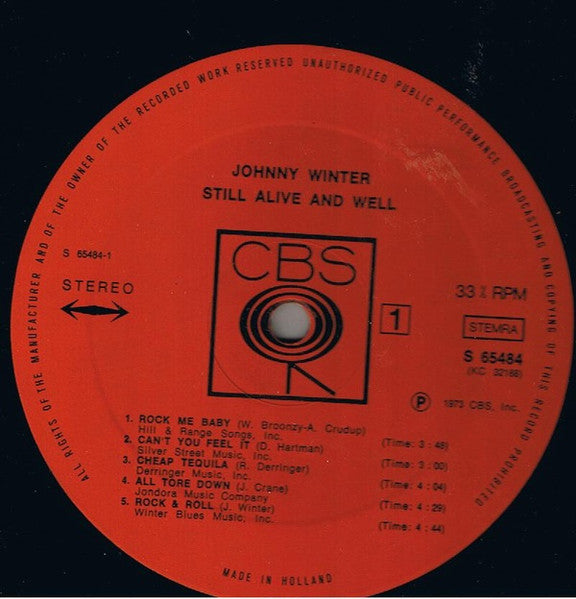 ALL RIGHTS OF THE MANUFACTURER AND OF THE OWNER OF THE RECORDED WORK RESERVED UNAUTHORIZED PUBLIC PERFORMANCE BROADCASTING AND COPYING OF THIS RECORD PROHIBITED
JOHNNY WINTER
STILL ALIVE AND WELL
S 65484-1
STEREO
CBS
1
33⅓ RPM
STEMRA
S 65484
(KC 32188)
Ⓟ 1973 CBS, Inc.
1. ROCK ME BABY (W. Broonzy-A. Crudup)
Hill & Range Songs, Inc. (Time: 3:48)
2. CAN'T YOU FEEL IT (D. Hartman)
Silver Street Music, Inc. (Time: 3:00)
3. CHEAP TEQUILA (R. Derringer)
Derringer Music, Inc. (Time: 4:04)
4. ALL TORE DOWN (J. Crane)
Jondora Music Company (Time: 4:29)
5. ROCK & ROLL (J. Winter)
Winter Blues Music, Inc. (Time: 4:44)
MADE IN HOLLAND